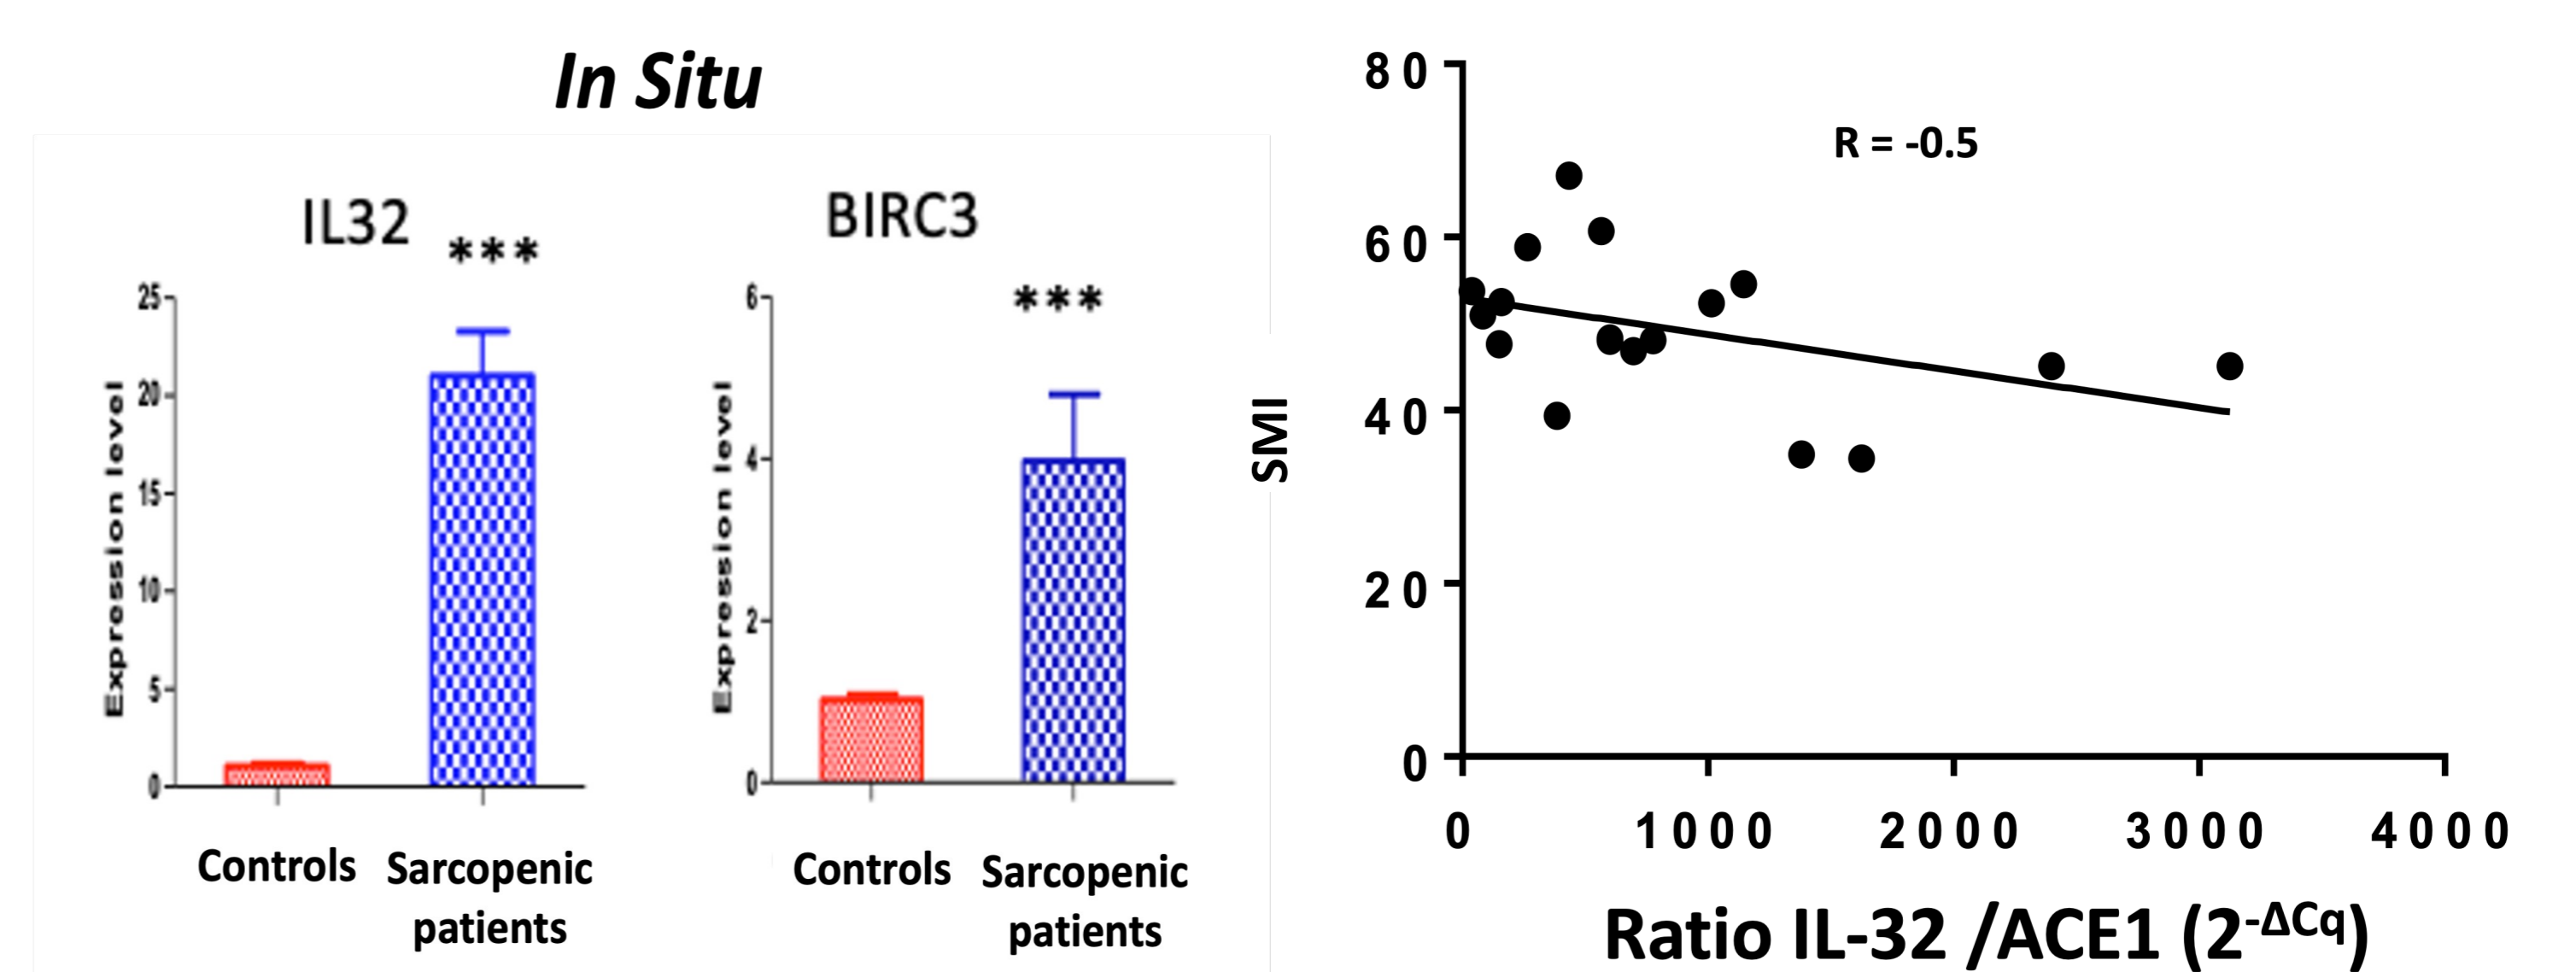 In Situ
IL32
***
25
20
15
10
5
0
Expression level
Controls
Sarcopenic
patients
BIRC3
***
6
4
2
0
Expression level
Controls
Sarcopenic
patients
R = -0.5
80
60
40
20
0
SMI
0 1000 2000 3000 4000
Ratio IL-32 /ACE1 (2-ΔCq)